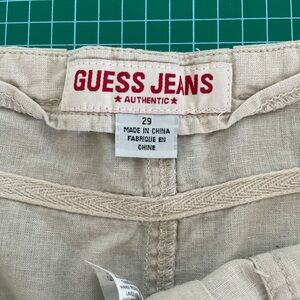 GUESS JEANS
★ AUTHENTIC ★
29
MADE IN CHINA
FABRIQUE EN
CHINE